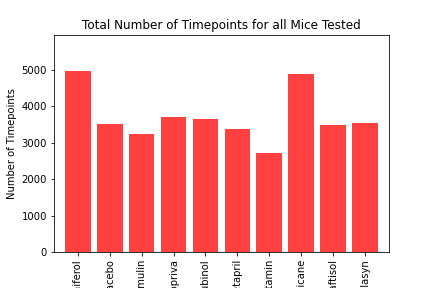 Total Number of Timepoints for all Mice Tested
Number of Timepoints
5000
4000
3000
2000
1000
0
iferol
acebo
mulin
priva
ubinol
tapril
tamin
icane
aftisol
lasyn